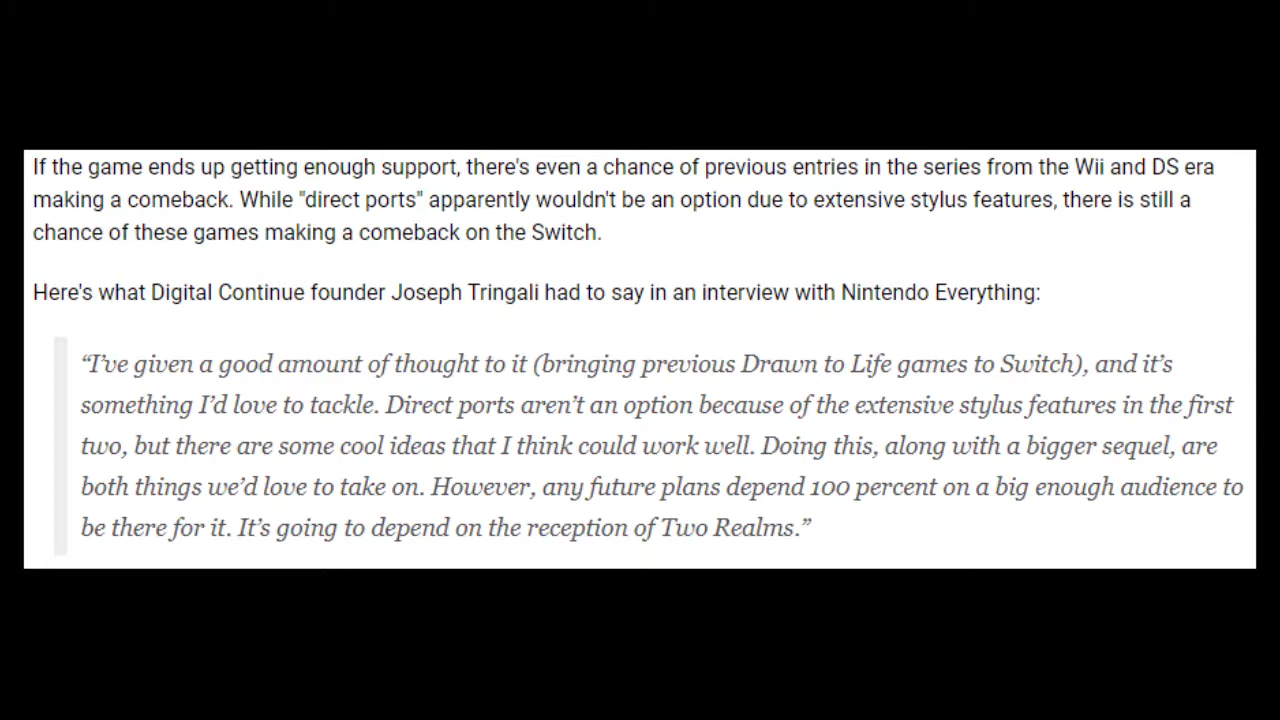 If the game ends up getting enough support, there's even a chance of previous entries in the series from the Wii and DS era
making a comeback. While "direct ports" apparently wouldn't be an option due to extensive stylus features, there is still a
chance of these games making a comeback on the Switch.
Here's what Digital Continue founder Joseph Tringali had to say in an interview with Nintendo Everything:
“I’ve given a good amount of thought to it (bringing previous Drawn to Life games to Switch), and it’s
something I’d love to tackle. Direct ports aren’t an option because of the extensive stylus features in the first
two, but there are some cool ideas that I think could work well. Doing this, along with a bigger sequel, are
both things we’d love to take on. However, any future plans depend 100 percent on a big enough audience to
be there for it. It’s going to depend on the reception of Two Realms.”